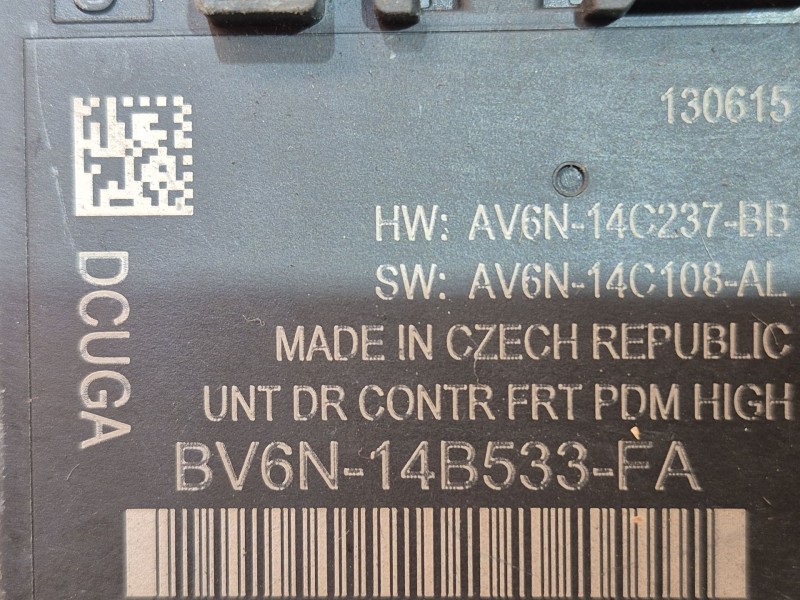 130615
HW: AV6N-14C237-BB
SW: AV6N-14C108-AL
DCUGA
MADE IN CZECH REPUBLIC
UNT DR CONTR FRT PDM HIGH
BV6N-14B533-FA